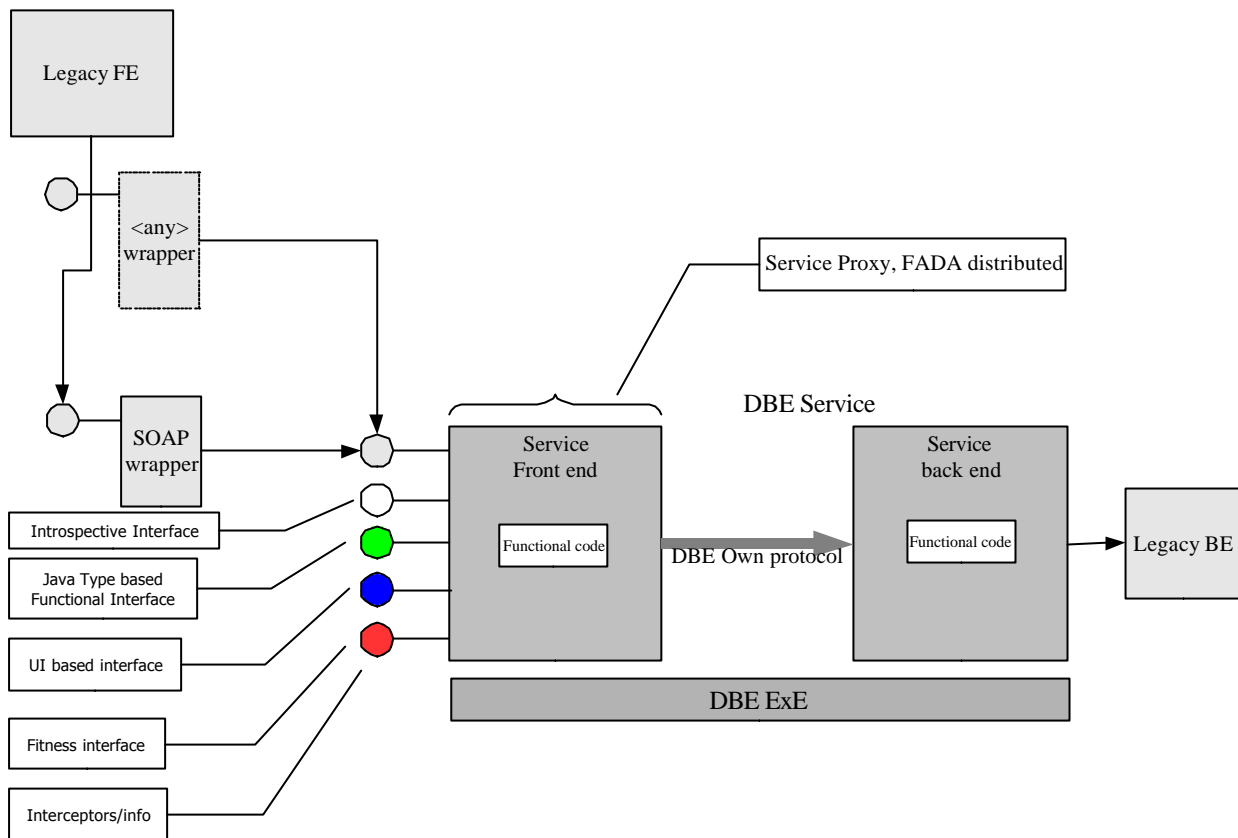 Legacy FE
<any>
wrapper
Service Proxy, FADA distributed
DBE Service
SOAP
wrapper
Service
Front end
Service
back end
Introspective Interface
Functional code
Functional code
DBE Own protocol
Legacy BE
Java Type based
Functional Interface
UI based interface
DBE ExE
Fitness interface
Interceptors/info